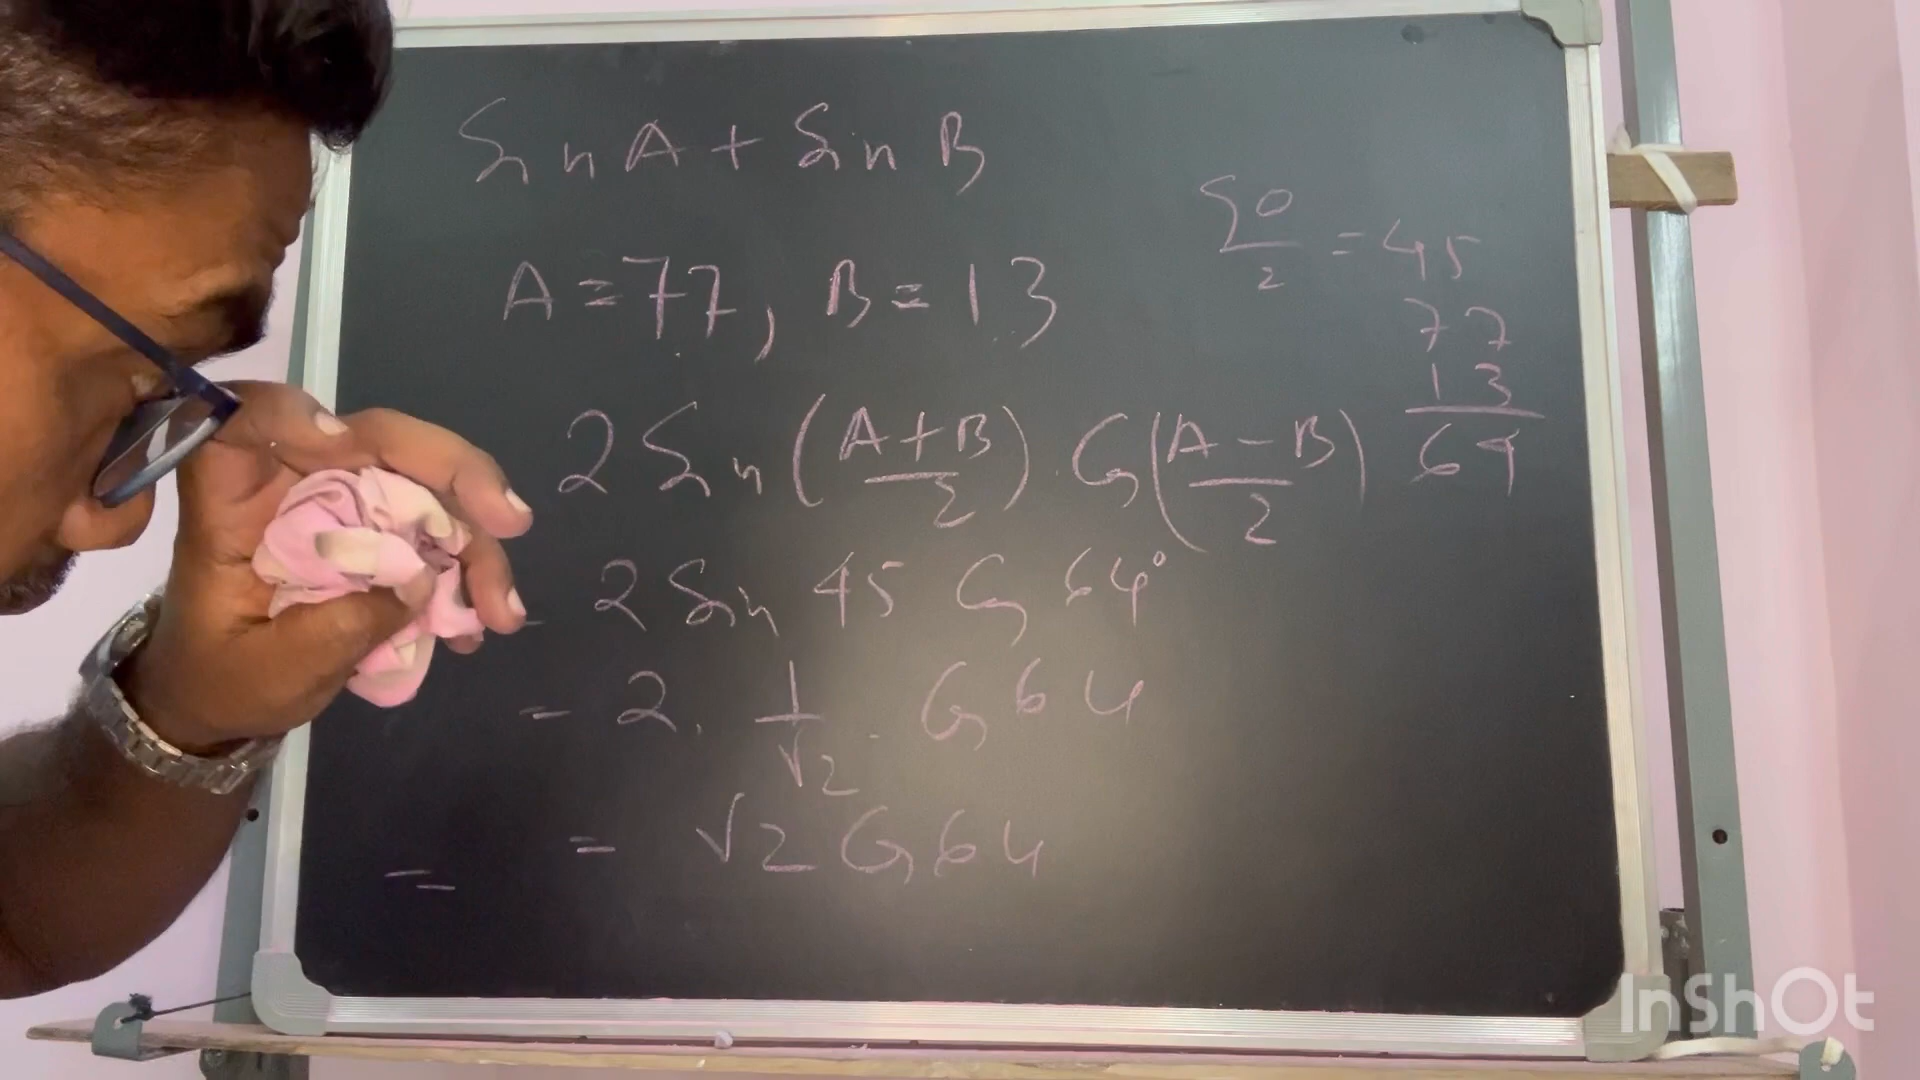 Sin A + Sin B
A = 77, B = 13
90/2 = 45
77
13
64
2 Sin (A+B/2) . Cos (A-B/2)
= 2 Sin 45 Cos 64°
= 2 . 1/√2 . Cos 64
= √2 Cos 64
=
InShOt